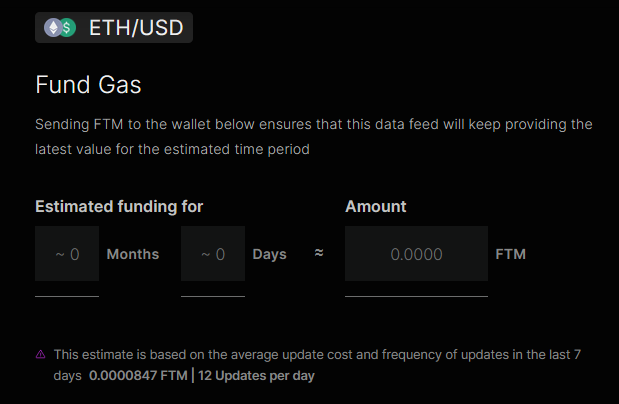 ETH/USD
Fund Gas
Sending FTM to the wallet below ensures that this data feed will keep providing the
latest value for the estimated time period
Estimated funding for Amount
~ 0 Months ~ 0 Days ≈ 0.0000 FTM
This estimate is based on the average update cost and frequency of updates in the last 7
days 0.0000847 FTM | 12 Updates per day